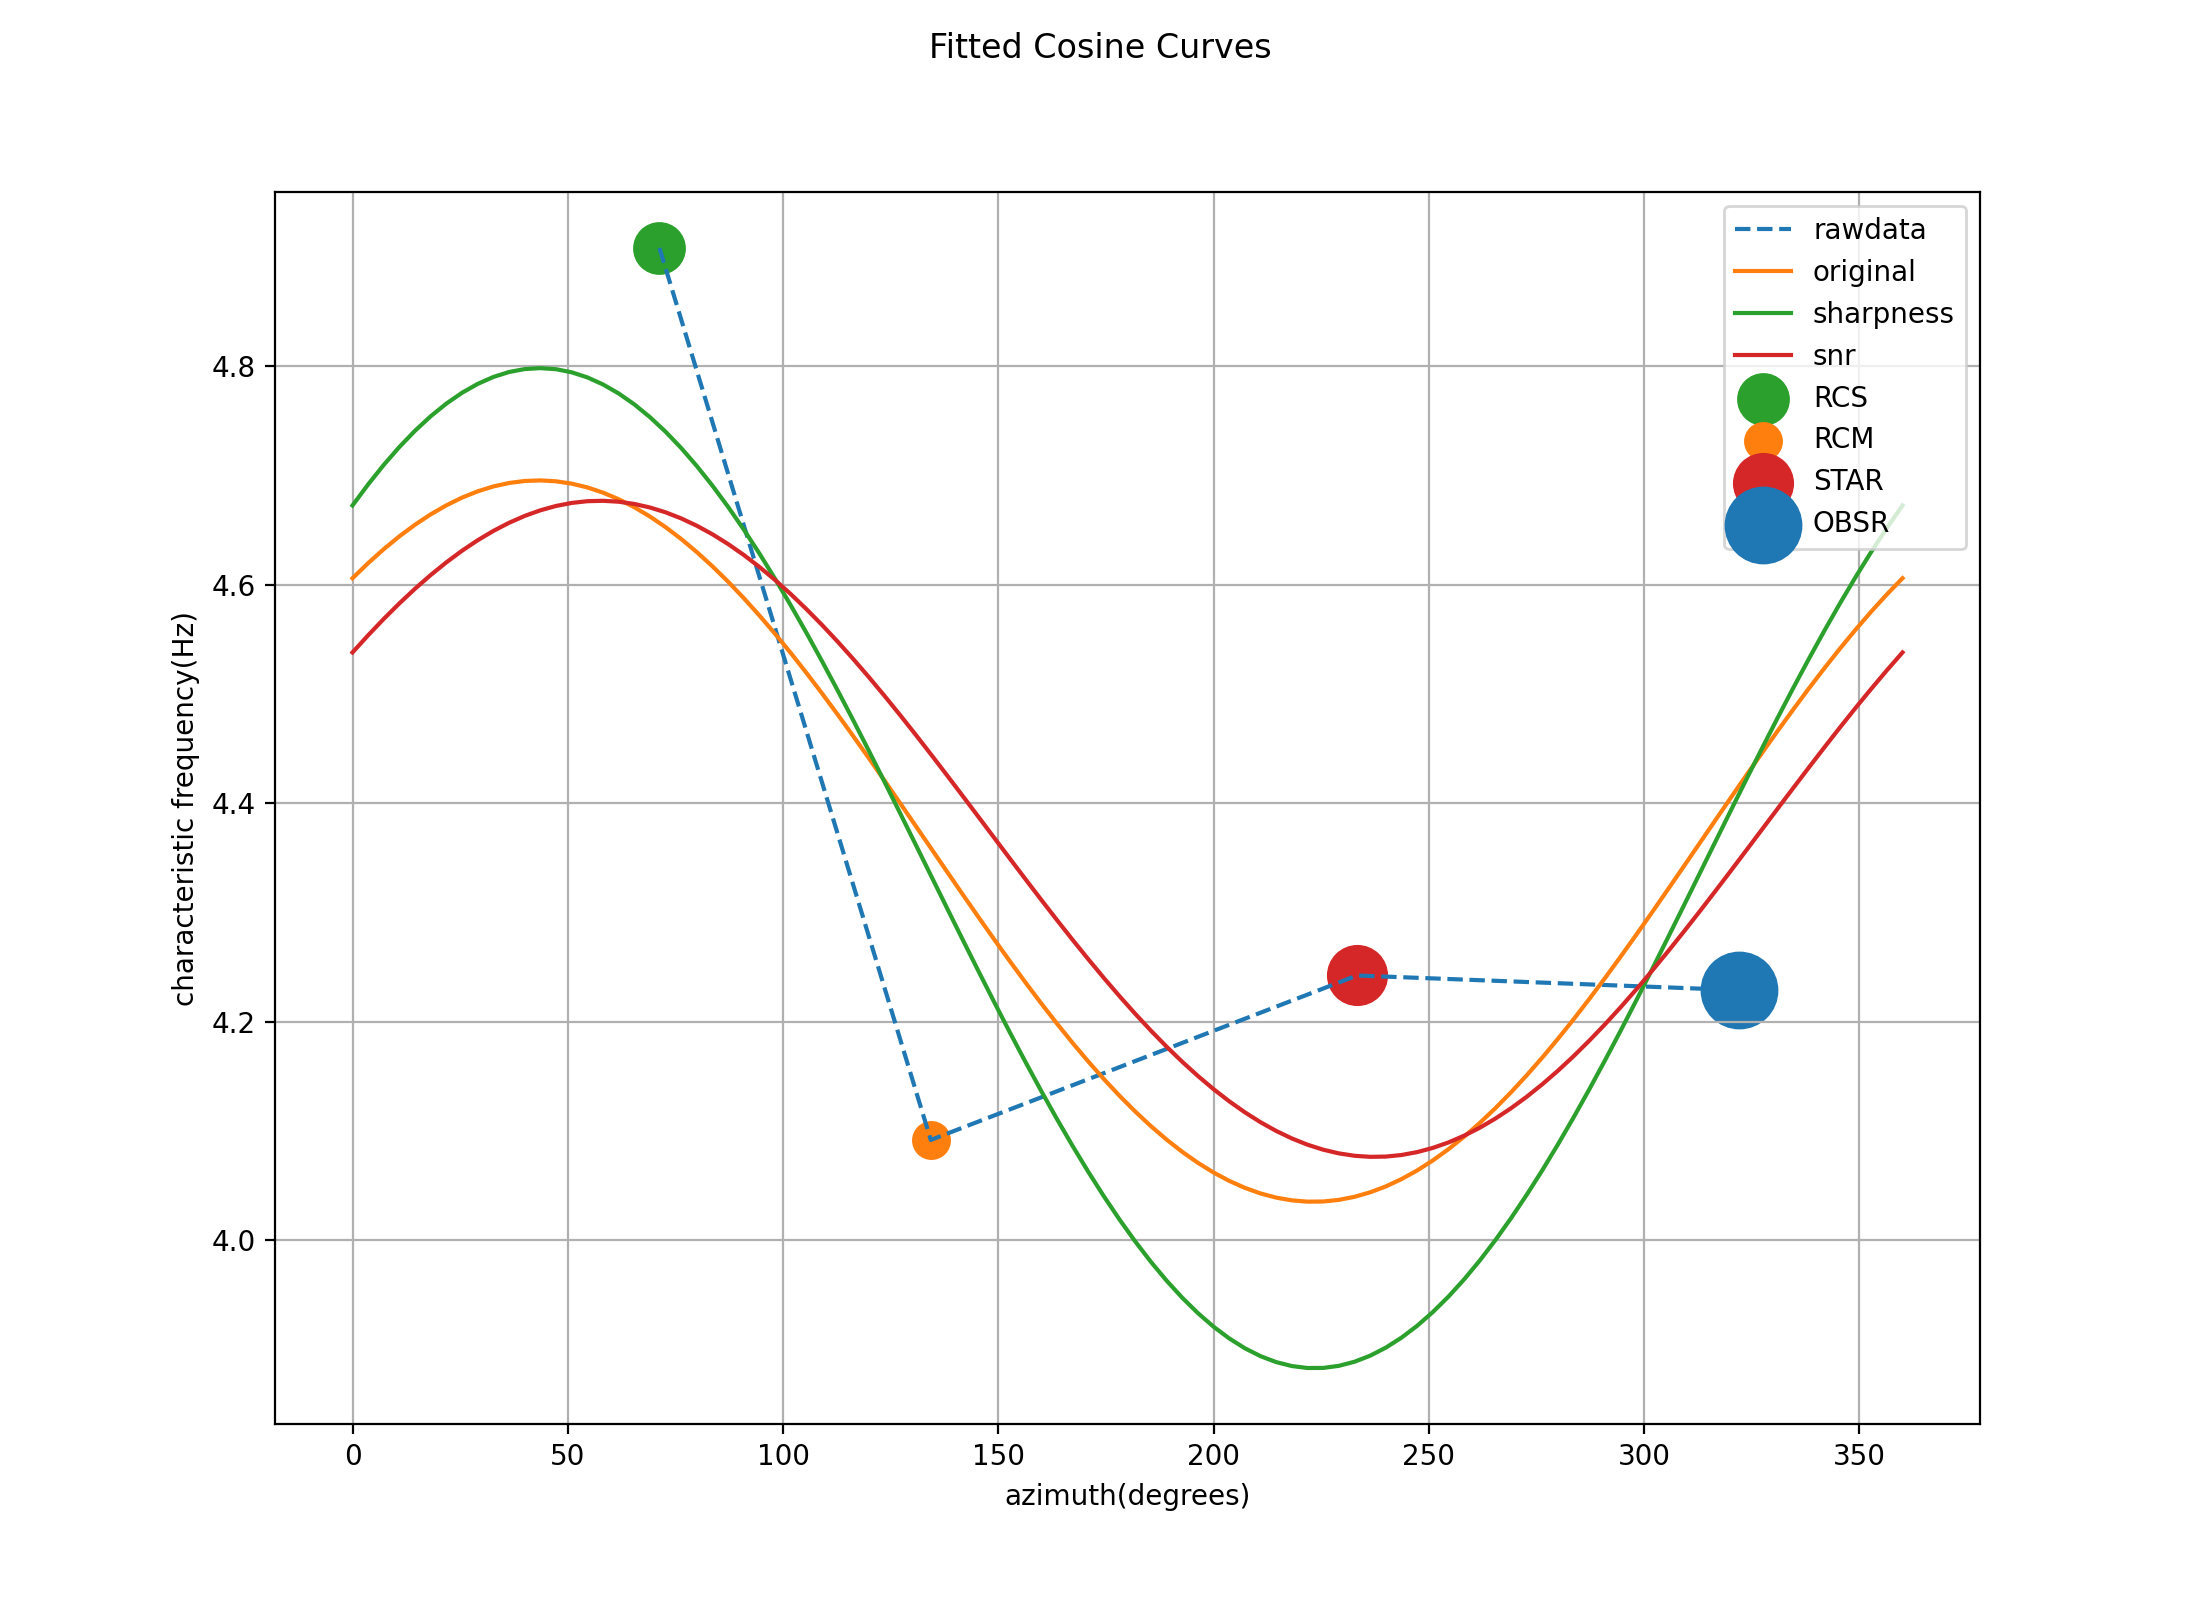 Fitted Cosine Curves
rawdata
original
sharpness
snr
RCS
RCM
STAR
OBSR
4.8
4.6
4.4
4.2
4.0
characteristic frequency(Hz)
0 50 100 150 200 250 300 350
azimuth(degrees)